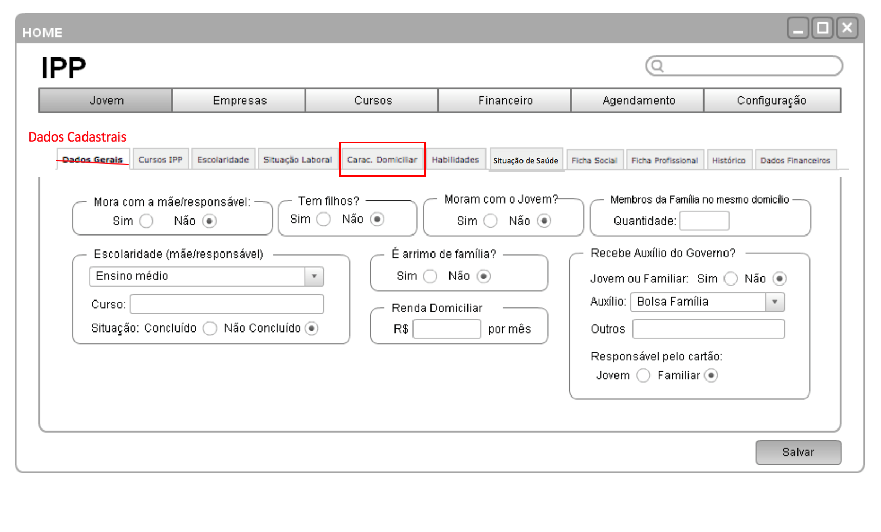 HOME
IPP
Jovem Empresas Cursos Financeiro Agendamento Configuração
Dados Cadastrais
Dados Gerais Cursos IPP Escolaridade Situação Laboral Carac. Domiciliar Habilidades Situação de Saúde Ficha Social Ficha Profissional Histórico Dados Financeiros
Mora com a mãe/responsável: Tem filhos? Moram com o Jovem? Membros da Família no mesmo domicílio
Sim Não Sim Não Sim Não Quantidade:
Escolaridade (mãe/responsável) É arrimo de família? Recebe Auxílio do Governo?
Ensino médio Sim Não Jovem ou Familiar: Sim Não
Curso: Renda Domiciliar Auxílio: Bolsa Família
Situação: Concluído Não Concluído R$ por mês Outros
Responsável pelo cartão:
Jovem Familiar
Salvar